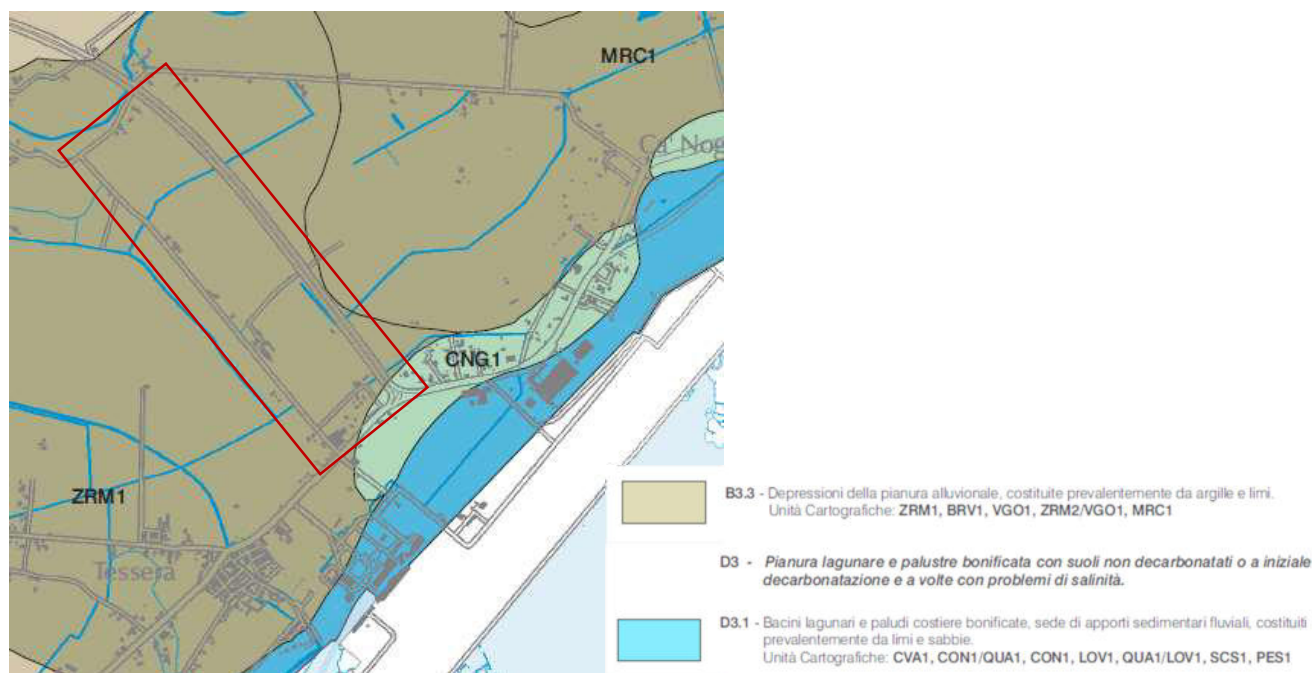 MRC1
Ca' Nog
CNG1
ZRM1
Tessera
B3.3 - Depressioni della pianura alluvionale, costituite prevalentemente da argille e limi.
Unità Cartografiche: ZRM1, BRV1, VGO1, ZRM2/VGO1, MRC1
D3 - Pianura lagunare e palustre bonificata con suoli non decarbonatati o a iniziale
decarbonatazione e a volte con problemi di salinità.
D3.1 - Bacini lagunari e paludi costiere bonificate, sede di apporti sedimentari fluviali, costituiti
prevalentemente da limi e sabbie.
Unità Cartografiche: CVA1, CON1/QUA1, CON1, LOV1, QUA1/LOV1, SCS1, PES1